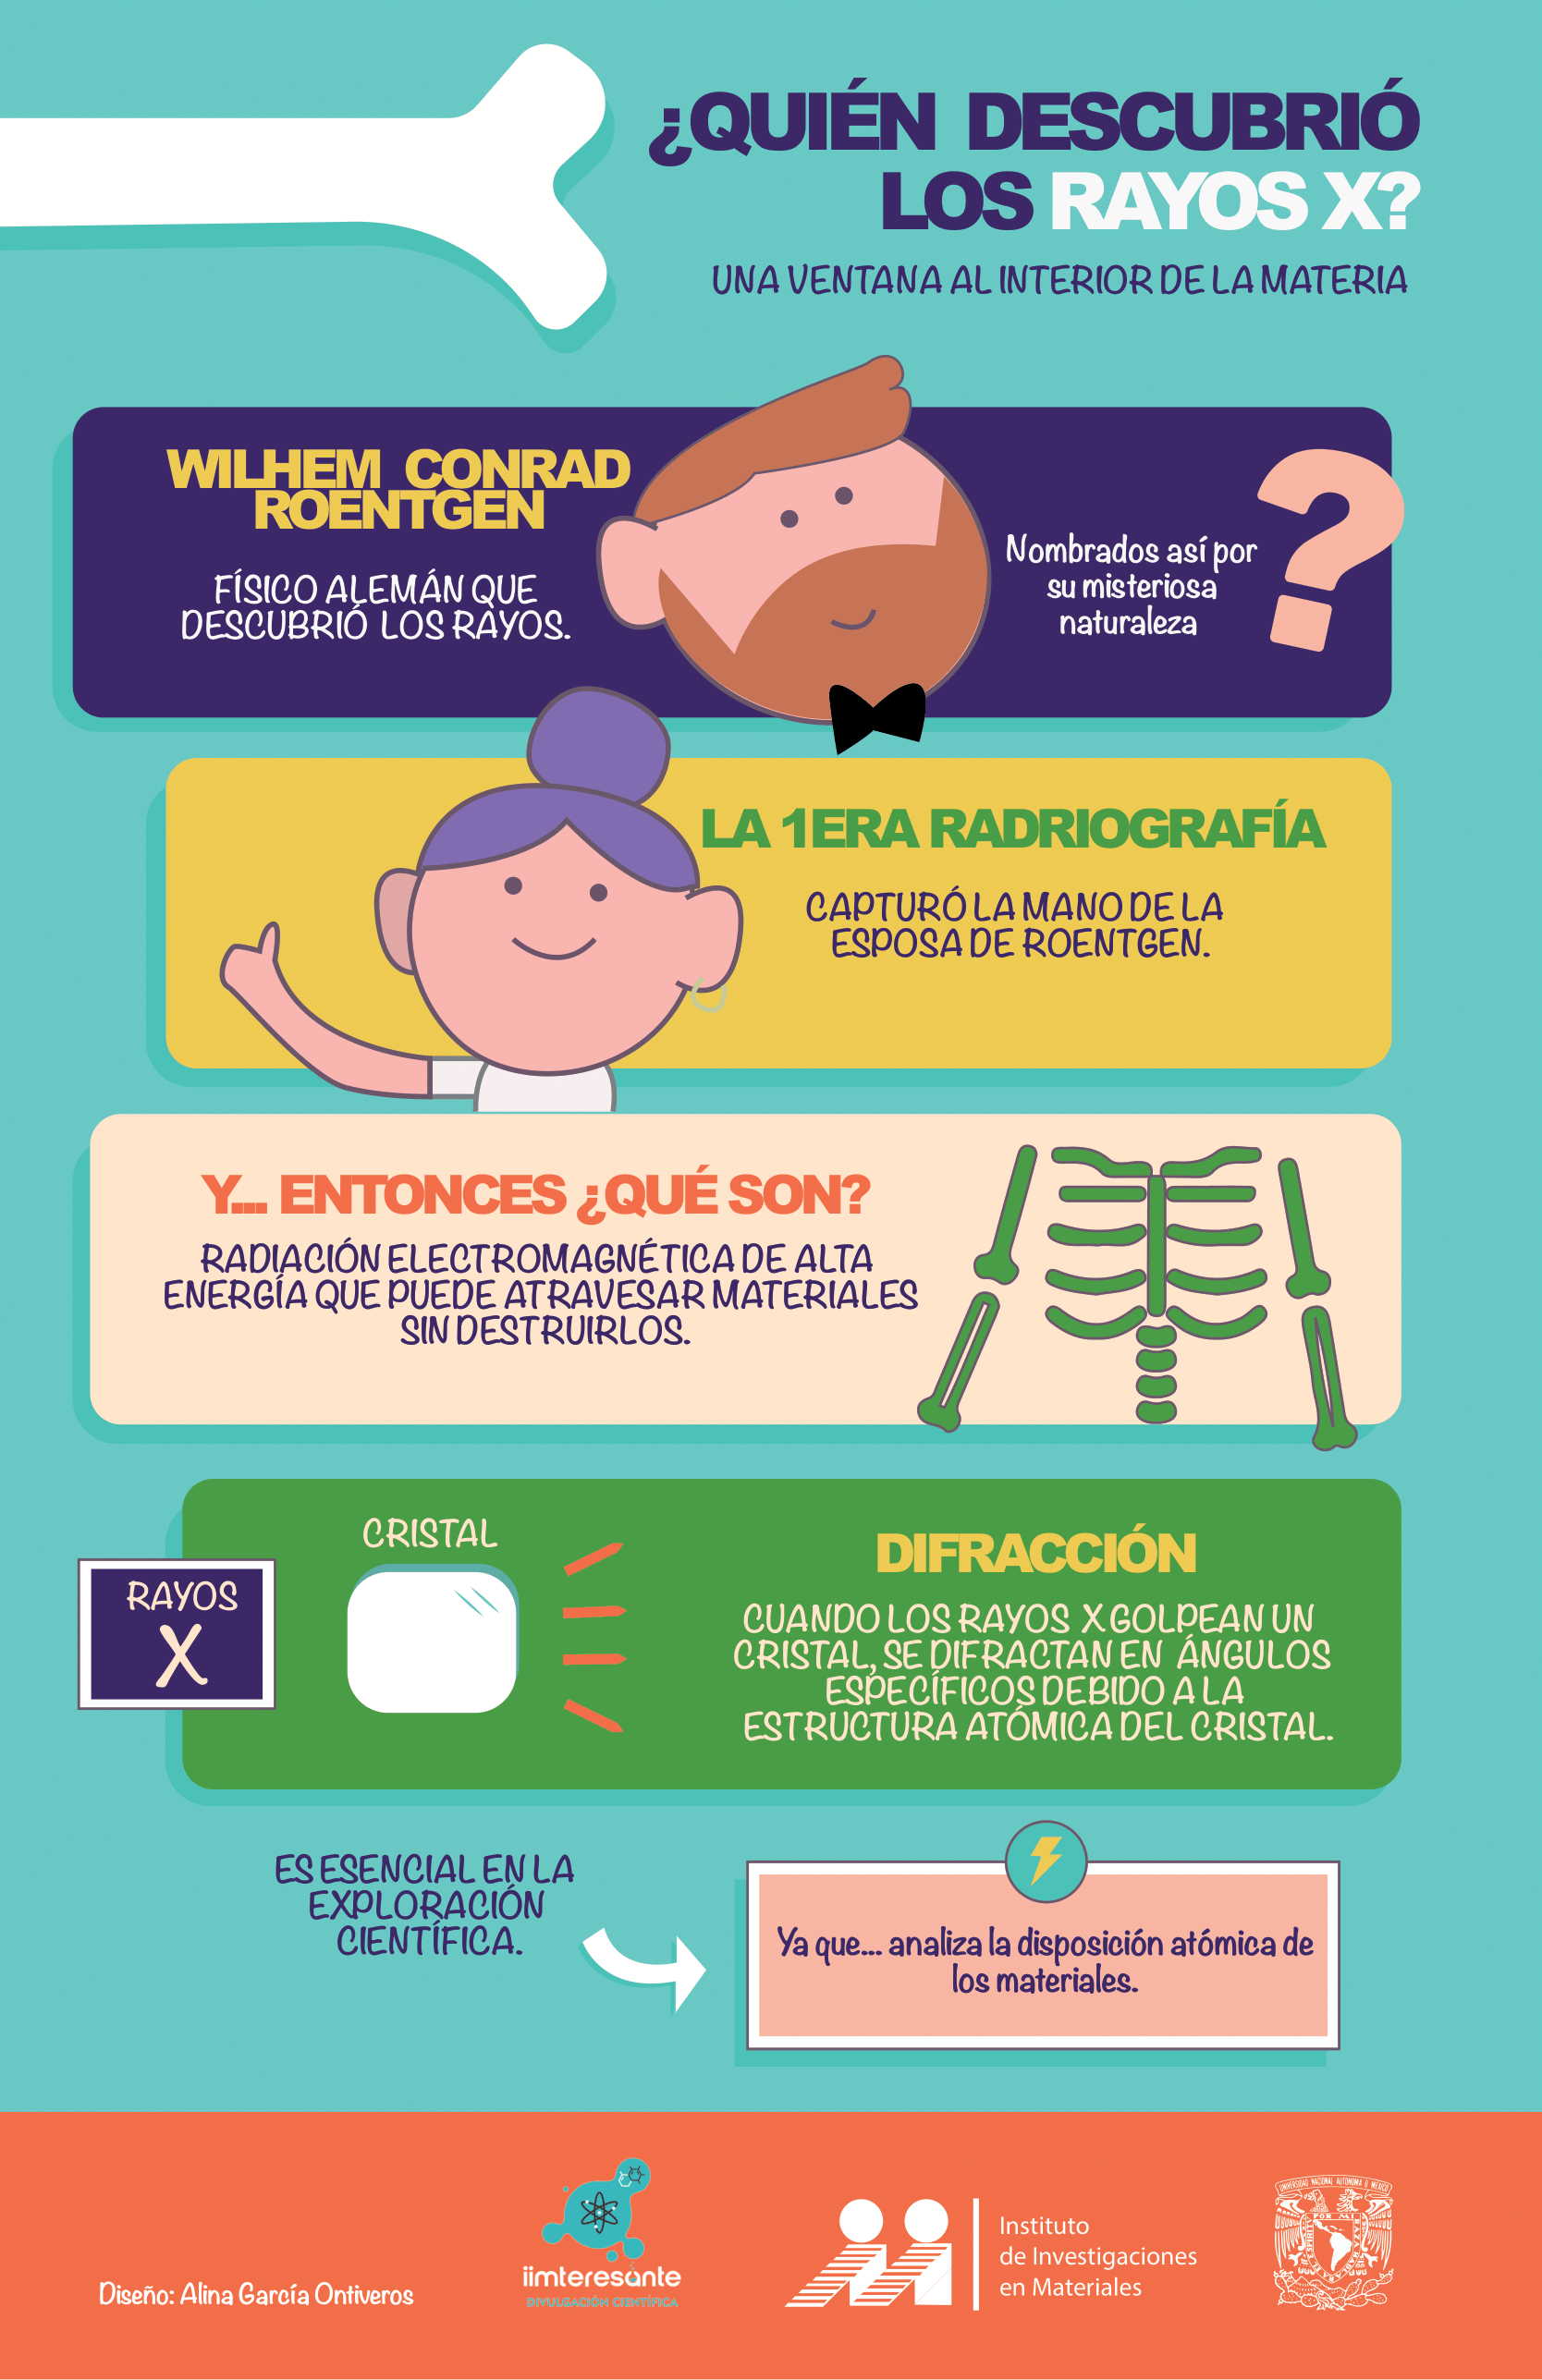 ¿QUIÉN DESCUBRIÓ
LOS RAYOS X?
UNA VENTANA AL INTERIOR DE LA MATERIA
WILHEM CONRAD
ROENTGEN
FÍSICO ALEMÁN QUE
DESCUBRIÓ LOS RAYOS.
Nombrados así por
su misteriosa
naturaleza
?
LA 1ERA RADRIOGRAFÍA
CAPTURÓ LA MANO DE LA
ESPOSA DE ROENTGEN.
Y... ENTONCES ¿QUÉ SON?
RADIACIÓN ELECTROMAGNÉTICA DE ALTA
ENERGÍA QUE PUEDE ATRAVESAR MATERIALES
SIN DESTRUIRLOS.
RAYOS
X
CRISTAL
DIFRACCIÓN
CUANDO LOS RAYOS X GOLPEAN UN
CRISTAL, SE DIFRACTAN EN ÁNGULOS
ESPECÍFICOS DEBIDO A LA
ESTRUCTURA ATÓMICA DEL CRISTAL.
ES ESENCIAL EN LA
EXPLORACIÓN
CIENTÍFICA.
Ya que... analiza la disposición atómica de
los materiales.
Diseño: Alina García Ontiveros
iimteresante
DIVULGACIÓN CIENTÍFICA
Instituto
de Investigaciones
en Materiales
UNIVERSIDAD NACIONAL AUTONOMA
POR MI